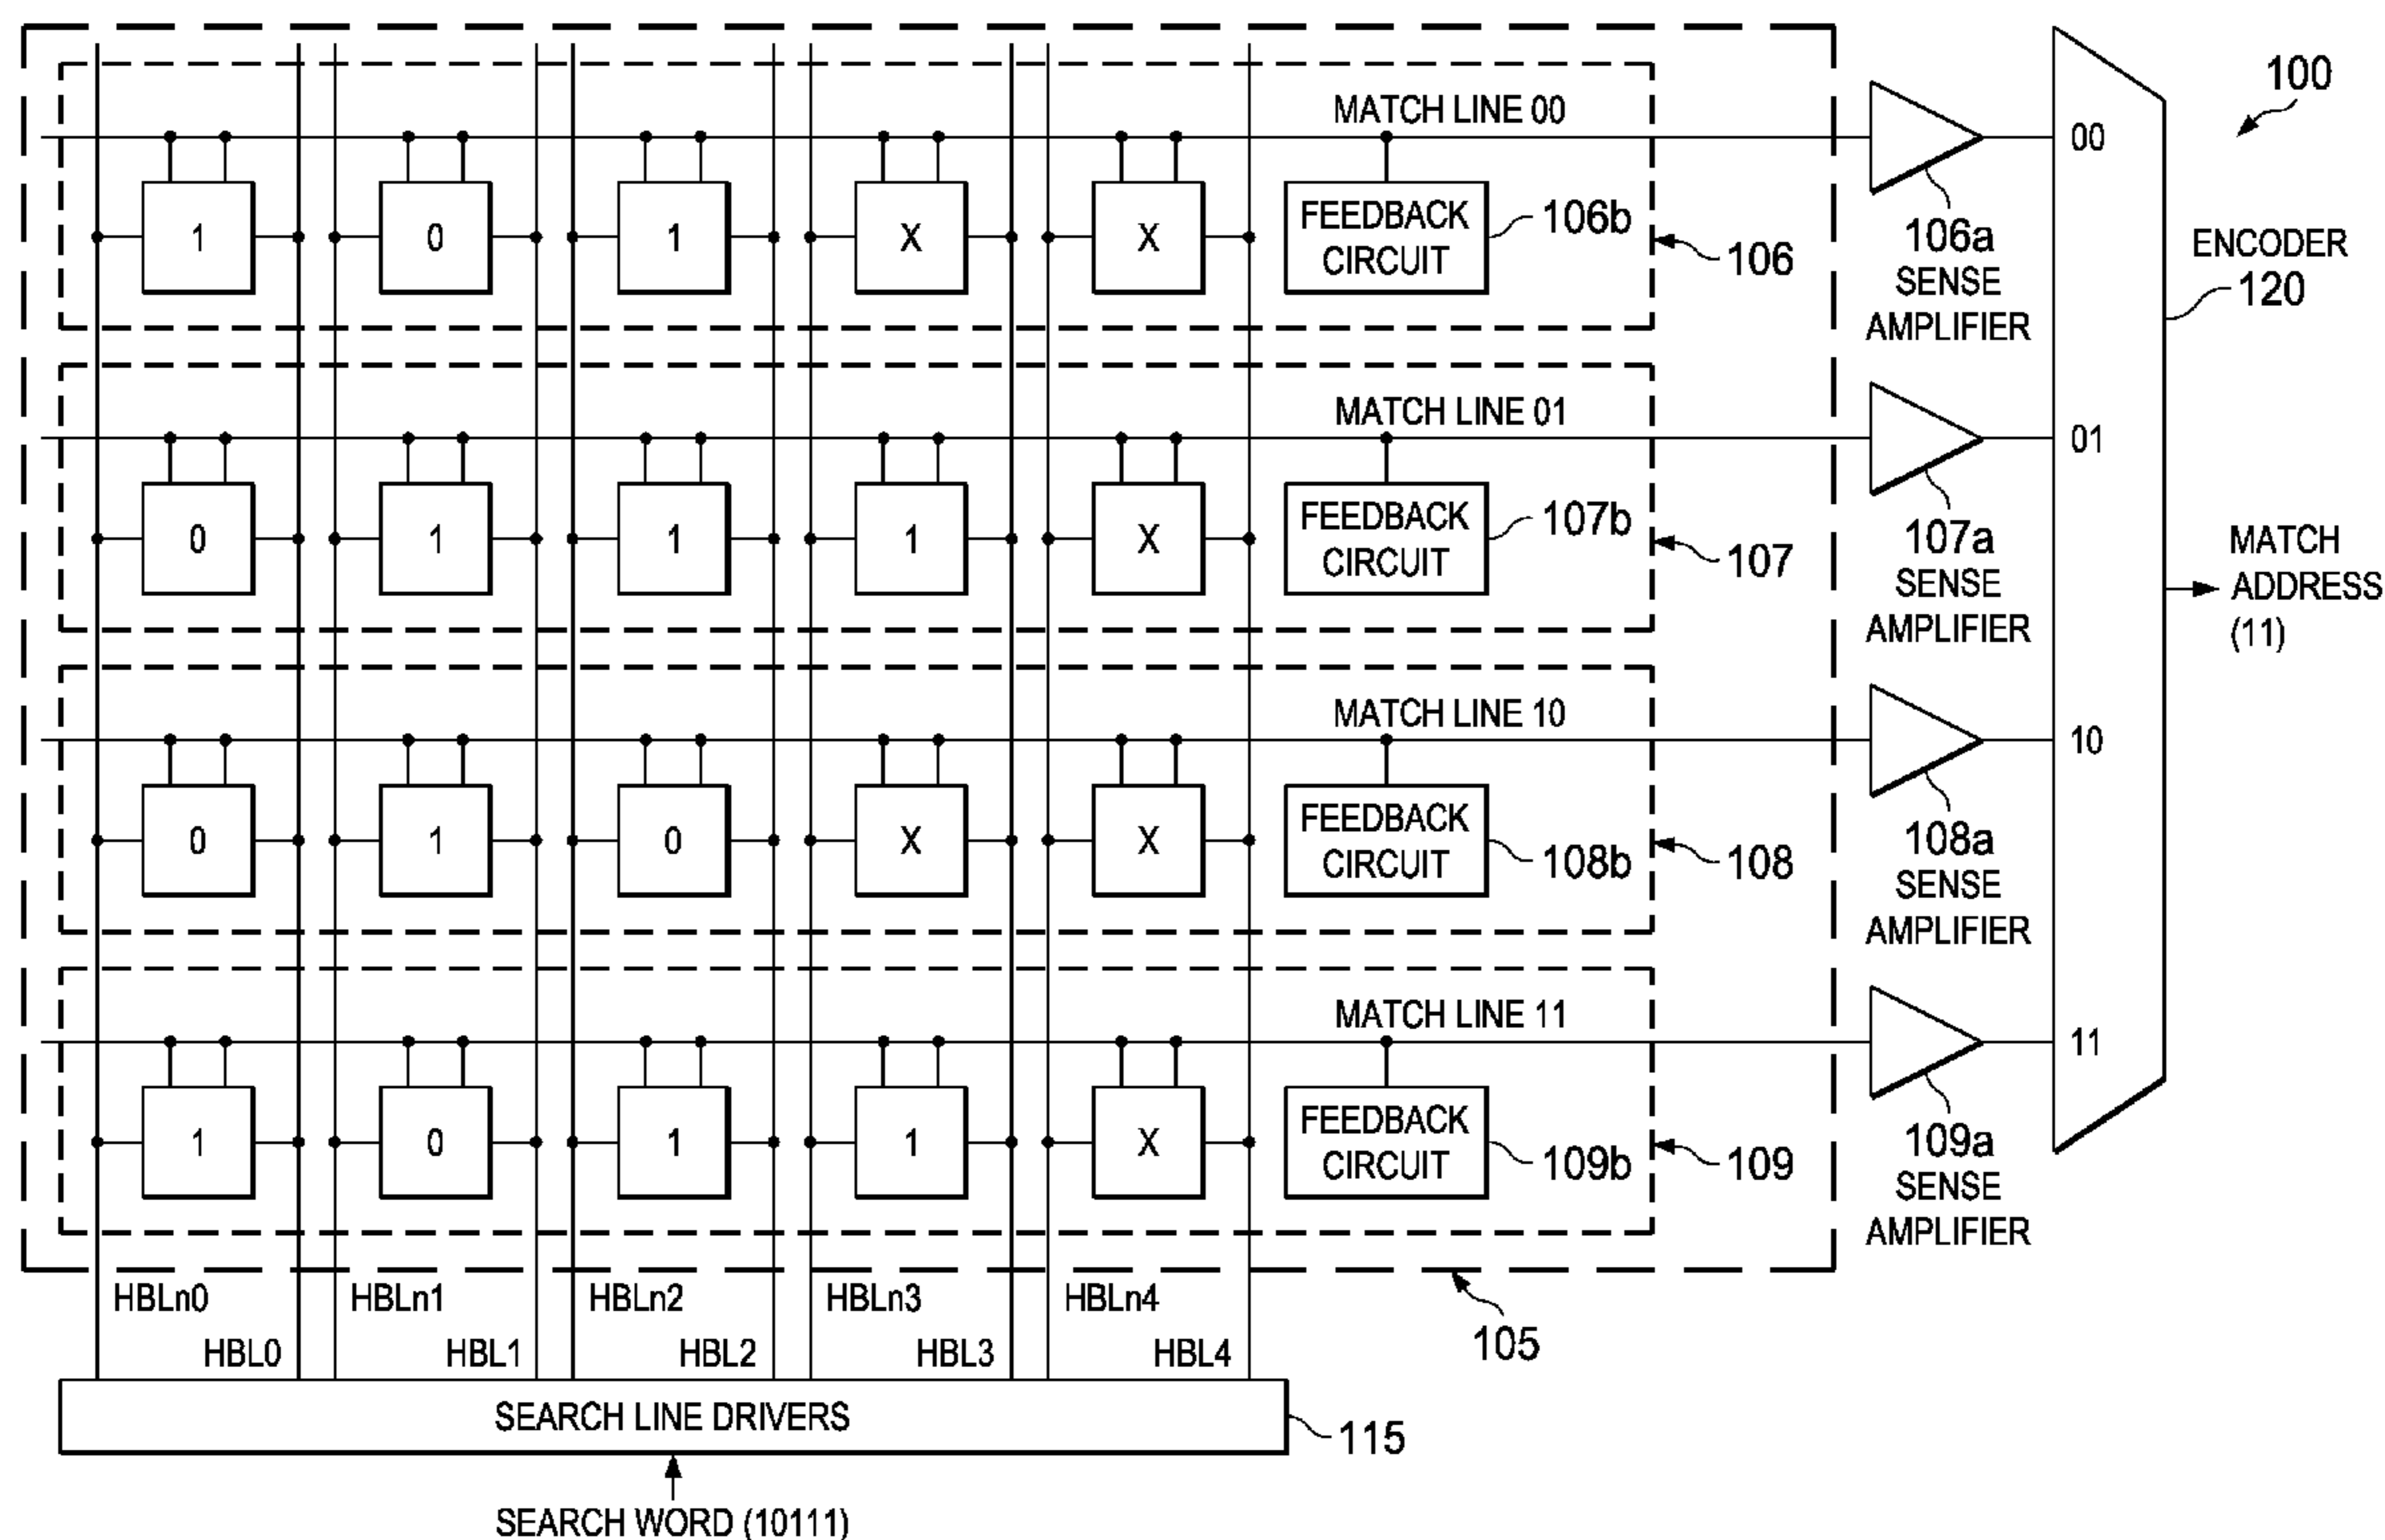 100
MATCH LINE 00
1 0 1 X X
FEEDBACK
CIRCUIT
106b
106
106a
SENSE
AMPLIFIER
00
ENCODER
120
MATCH LINE 01
0 1 1 1 X
FEEDBACK
CIRCUIT
107b
107
107a
SENSE
AMPLIFIER
01
MATCH
ADDRESS
(11)
MATCH LINE 10
0 1 0 X X
FEEDBACK
CIRCUIT
108b
108
108a
SENSE
AMPLIFIER
10
MATCH LINE 11
1 0 1 1 X
FEEDBACK
CIRCUIT
109b
109
109a
SENSE
AMPLIFIER
11
HBLn0 HBLn1 HBLn2 HBLn3 HBLn4
HBL0 HBL1 HBL2 HBL3 HBL4
105
SEARCH LINE DRIVERS
115
SEARCH WORD (10111)